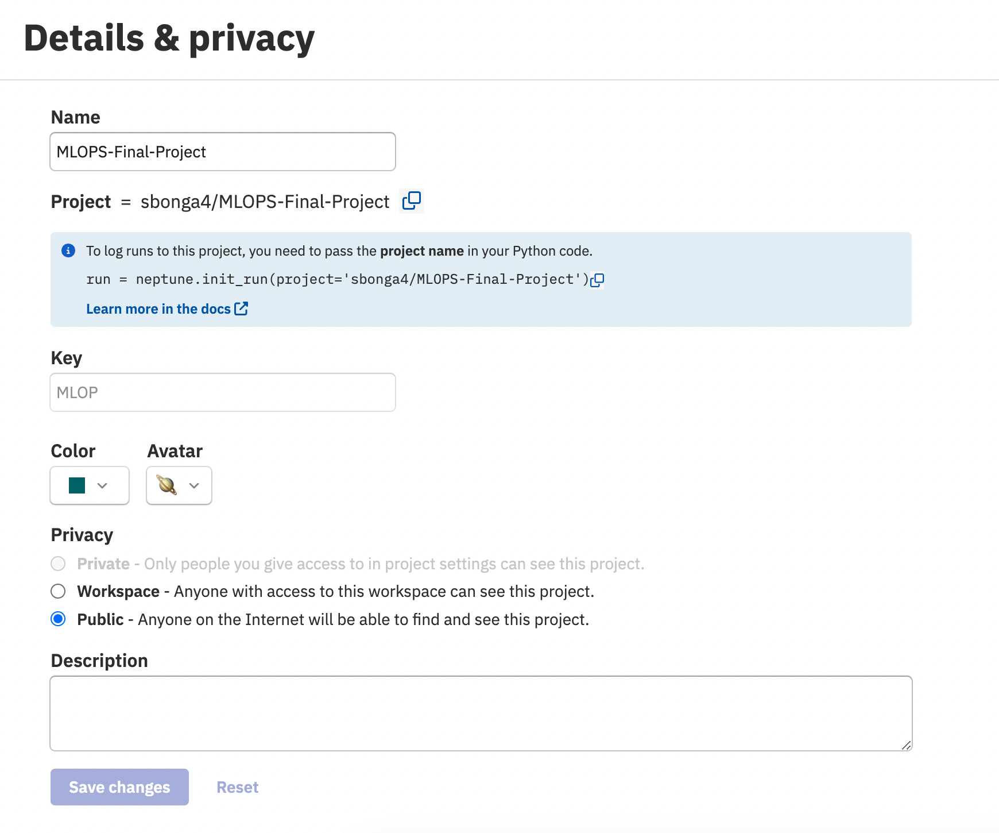 Details & privacy
Name
MLOPS-Final-Project
Project = sbonga4/MLOPS-Final-Project
To log runs to this project, you need to pass the project name in your Python code.
run = neptune.init_run(project='sbonga4/MLOPS-Final-Project')
Learn more in the docs
Key
MLOP
Color Avatar
Privacy
Private - Only people you give access to in project settings can see this project.
Workspace - Anyone with access to this workspace can see this project.
Public - Anyone on the Internet will be able to find and see this project.
Description
Save changes Reset